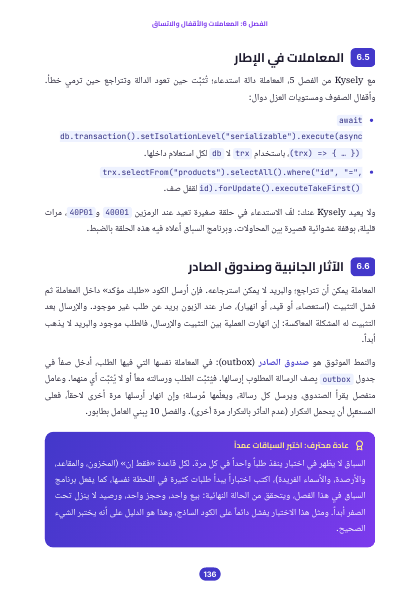 الفصل 6: المعاملات والأقفال والاتساق
6.5 المعاملات في الإطار
مع Kysely من الفصل 5، المعاملة دالة استدعاء؛ تُثبَّت حين تعود الدالة وتتراجع حين ترمي خطأ.
وأقفال الصفوف ومستويات العزل دوال:
• await
db.transaction().setIsolationLevel("serializable").execute(async
(trx) => { … })، باستخدام trx لا db لكل استعلام داخلها.
• trx.selectFrom("products").selectAll().where("id", "=",
id).forUpdate().executeTakeFirst() لقفل صف.
ولا يعيد Kysely عنك: لفّ الاستدعاء في حلقة صغيرة تعيد عند الرمزين 40001 و40P01، مرات
قليلة، بوقفة عشوائية قصيرة بين المحاولات. وبرنامج السباق أعلاه فيه هذه الحلقة بالضبط.
6.6 الآثار الجانبية وصندوق الصادر
المعاملة يمكن أن تتراجع؛ والبريد لا يمكن استرجاعه. فإن أرسل الكود «طلبك مؤكد» داخل المعاملة ثم
فشل التثبيت (استعصاء، أو قيد، أو انهيار)، صار عند الزبون بريد عن طلب غير موجود. والإرسال بعد
التثبيت له المشكلة المعاكسة: إن انهارت العملية بين التثبيت والإرسال، فالطلب موجود والبريد لا يذهب
أبداً.
والنمط الموثوق هو صندوق الصادر (outbox): في المعاملة نفسها التي فيها الطلب، أدخل صفاً في
جدول outbox يصف الرسالة المطلوب إرسالها. فيُثبَّت الطلب ورسالته معاً أو لا يُثبَّت أي منهما. وعامل
منفصل يقرأ الصندوق، ويرسل كل رسالة، ويعلّمها مُرسلة؛ وإن انهار أرسلها مرة أخرى لاحقاً، فعلى
المستقبِل أن يتحمل التكرار (عدم التأثر بالتكرار مرة أخرى). والفصل 10 يبني العامل بطابور.
عادة محترف: اختبر السباقات عمداً
السباق لا يظهر في اختبار ينفذ طلباً واحداً في كل مرة. لكل قاعدة «فقط إن» (المخزون، والمقاعد،
والأرصدة، والأسماء الفريدة)، اكتب اختباراً يبدأ طلبات كثيرة في اللحظة نفسها، كما يفعل برنامج
السباق في هذا الفصل، ويتحقق من الحالة النهائية: بيع واحد، وحجز واحد، ورصيد لا ينزل تحت
الصفر أبداً. ومثل هذا الاختبار يفشل دائماً على الكود الساذج، وهذا هو الدليل على أنه يختبر الشيء
الصحيح.
136